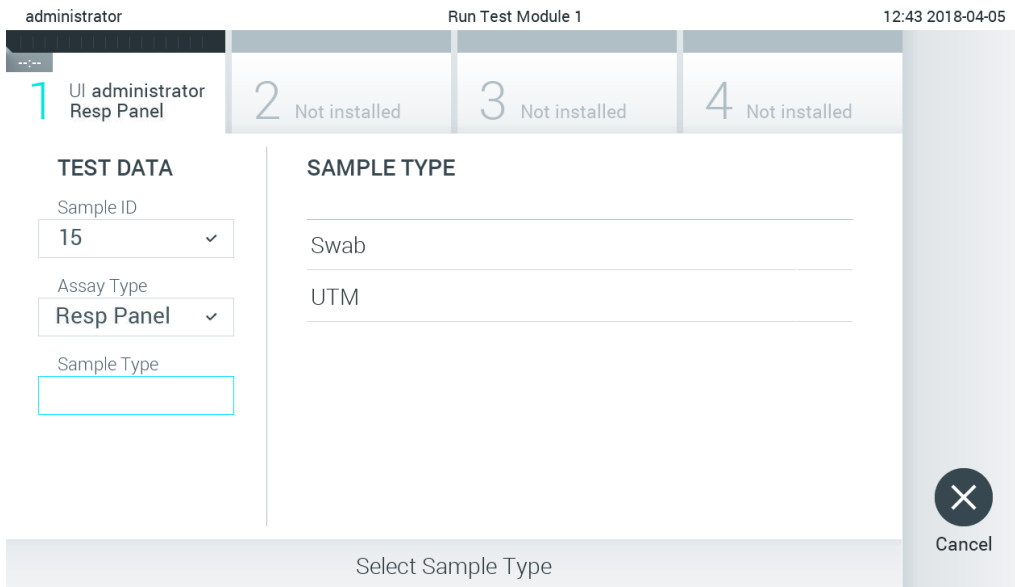 administrator
Run Test Module 1
12:43 2018-04-05
--:--
1 UI administrator
Resp Panel
2 Not installed
3 Not installed
4 Not installed
TEST DATA
Sample ID
15
Assay Type
Resp Panel
Sample Type
SAMPLE TYPE
Swab
UTM
Cancel
Select Sample Type